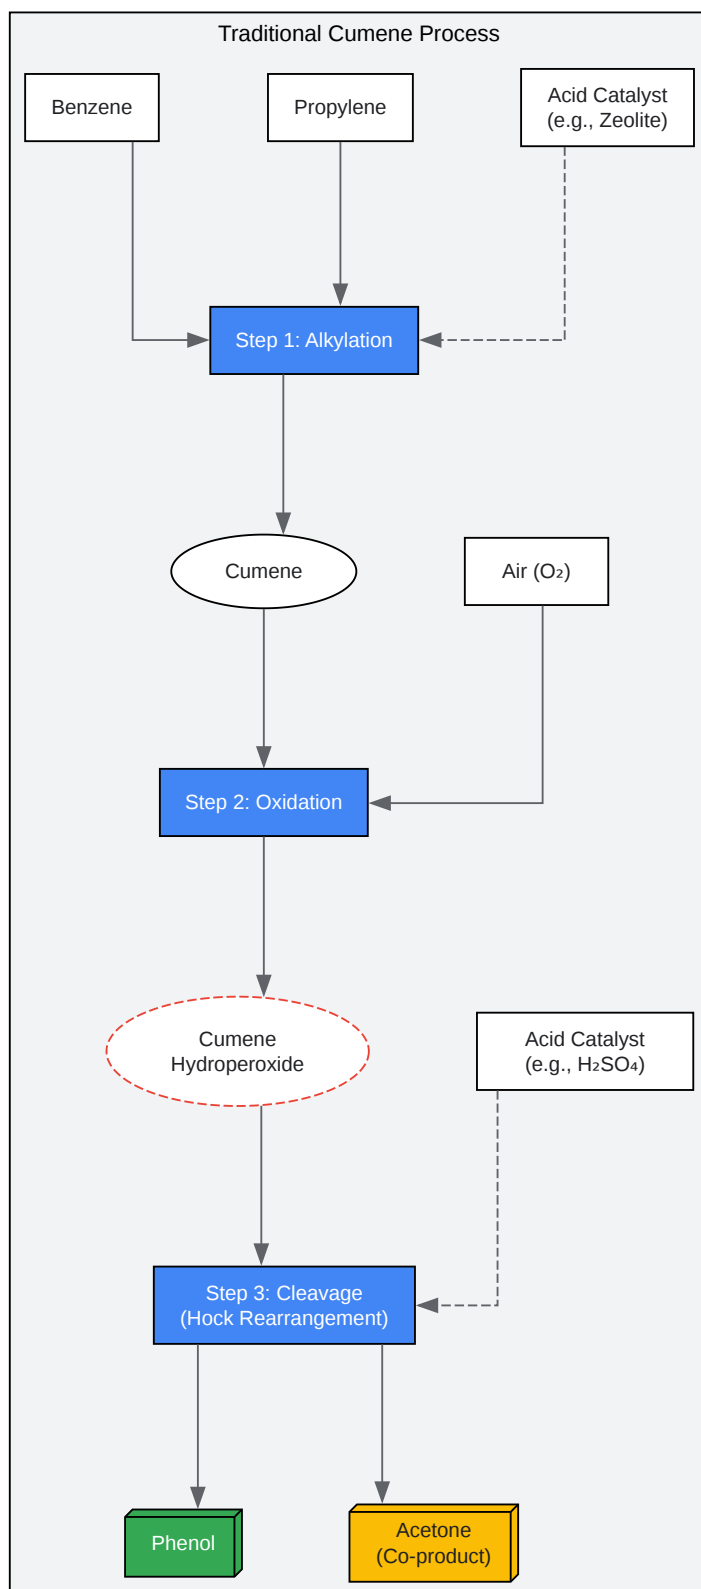 Traditional Cumene Process
Benzene
Propylene
Acid Catalyst
(e.g., Zeolite)
Step 1: Alkylation
Cumene
Air (O₂)
Step 2: Oxidation
Cumene
Hydroperoxide
Acid Catalyst
(e.g., H₂SO₄)
Step 3: Cleavage
(Hock Rearrangement)
Phenol
Acetone
(Co-product)